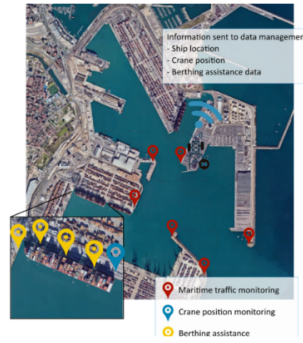 Information sent to data management
- Ship location
- Crane position
- Berthing assistance data
Maritime traffic monitoring
Crane position monitoring
Berthing assistance